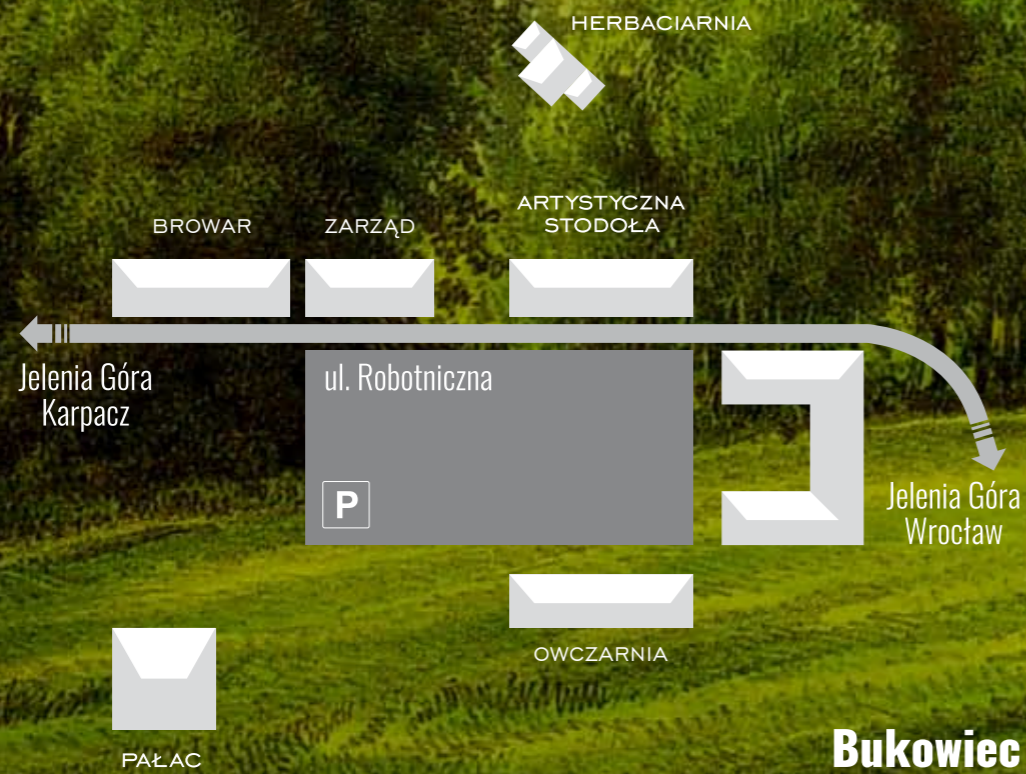 HERBACIARNIA
BROWAR
ZARZĄD
ARTYSTYCZNA
STODOŁA
Jelenia Góra
Karpacz
ul. Robotniczna
P
Jelenia Góra
Wrocław
OWCZARNIA
PAŁAC
Bukowiec